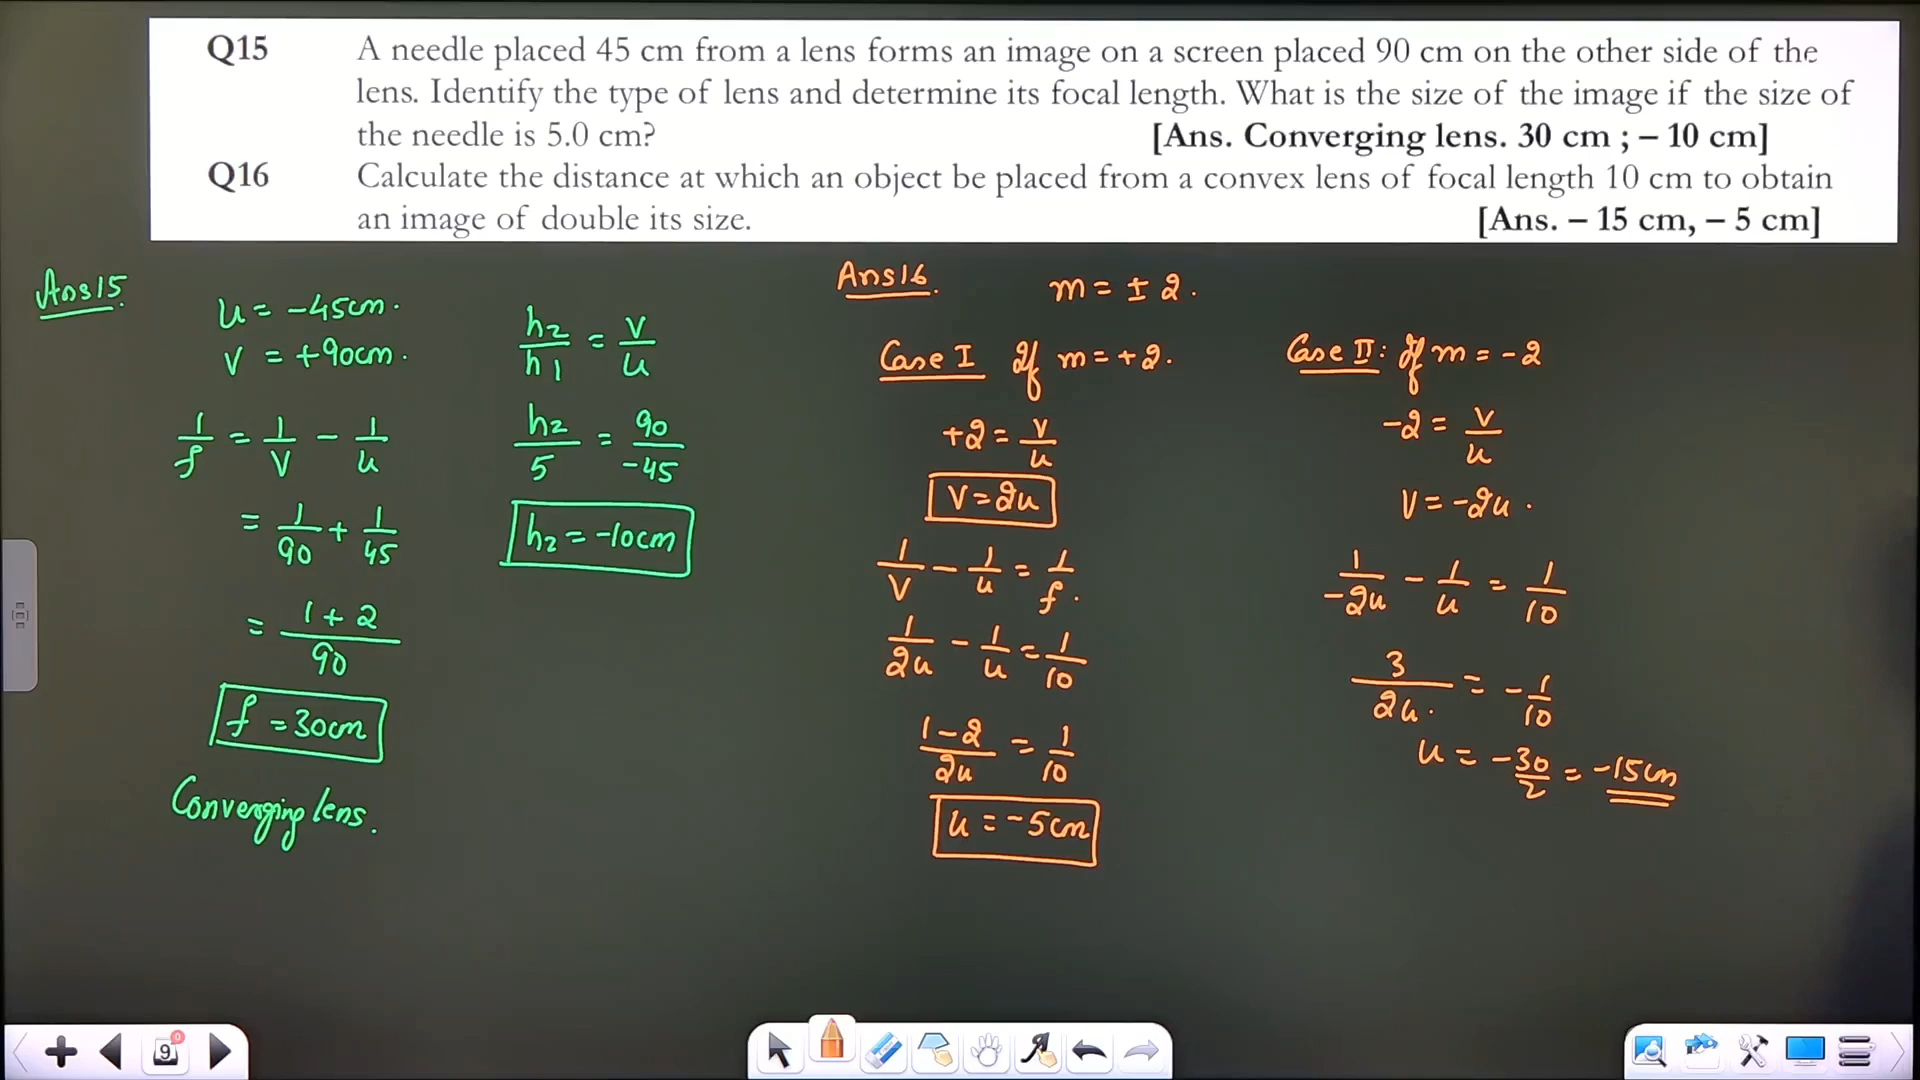 Q15 A needle placed 45 cm from a lens forms an image on a screen placed 90 cm on the other side of the
lens. Identify the type of lens and determine its focal length. What is the size of the image if the size of
the needle is 5.0 cm? [Ans. Converging lens. 30 cm ; – 10 cm]
Q16 Calculate the distance at which an object be placed from a convex lens of focal length 10 cm to obtain
an image of double its size. [Ans. – 15 cm, – 5 cm]
Ans15.
u = -45cm.
v = +90cm.
1/f = 1/v - 1/u
= 1/90 + 1/45
= (1+2)/90
f = 30cm
Converging lens.
h2/h1 = v/u
h2/5 = 90/-45
h2 = -10cm
Ans16.
m = ± 2.
Case I If m = +2.
+2 = v/u
v = 2u
1/v - 1/u = 1/f.
1/2u - 1/u = 1/10
(1-2)/2u = 1/10
u = -5cm
Case II: If m = -2
-2 = v/u
v = -2u.
1/-2u - 1/u = 1/10
3/2u. = -1/10
u = -30/2 = -15cm
9
0